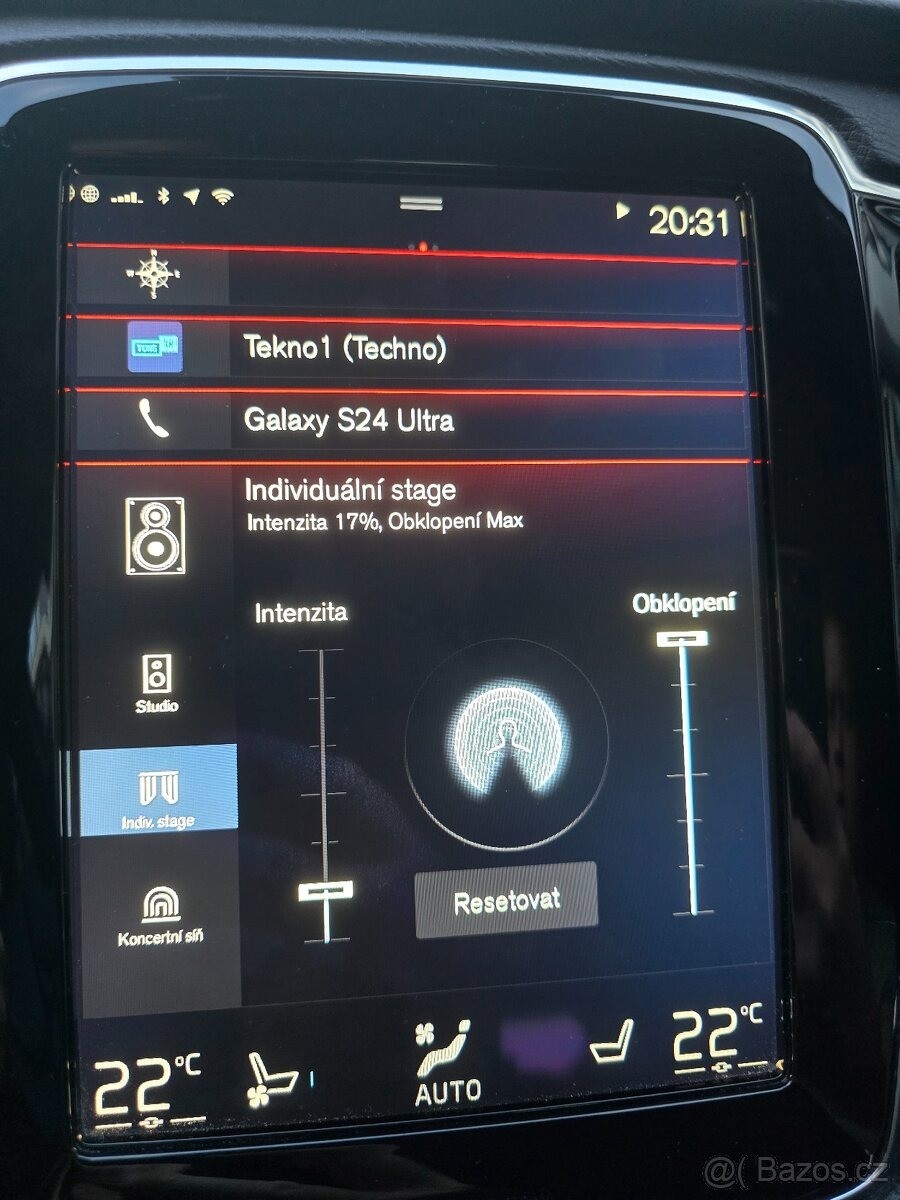 20:31
Tekno1 (Techno)
Galaxy S24 Ultra
Individuální stage
Intenzita 17%, Obklopení Max
Intenzita
Obklopení
Studio
Indiv. stage
Resetovat
Koncertní síň
22°C
AUTO
22°C
@( Bazos.cz